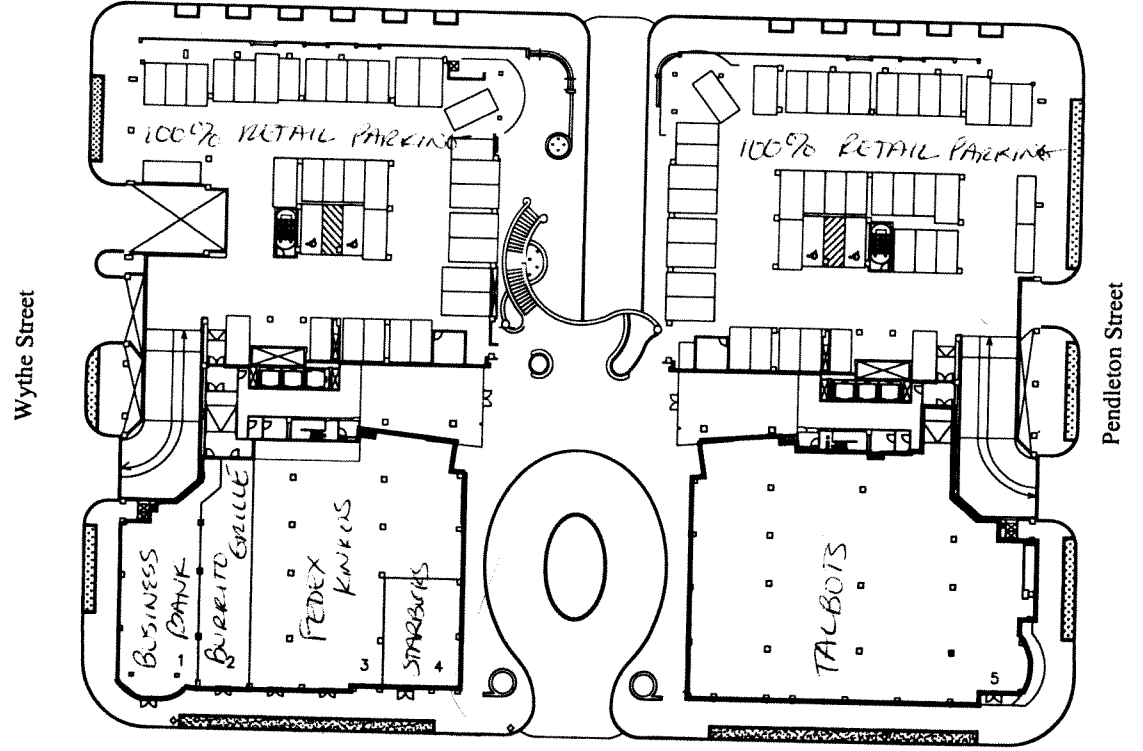 100% RETAIL PARKING
100% RETAIL PARKING
Wythe Street
Pendleton Street
BUSINESS
BANK
1
BURRITO
GRILLE
2
FEDEX
KINKOS
3
STARBUCKS
4
TALBOTS
5